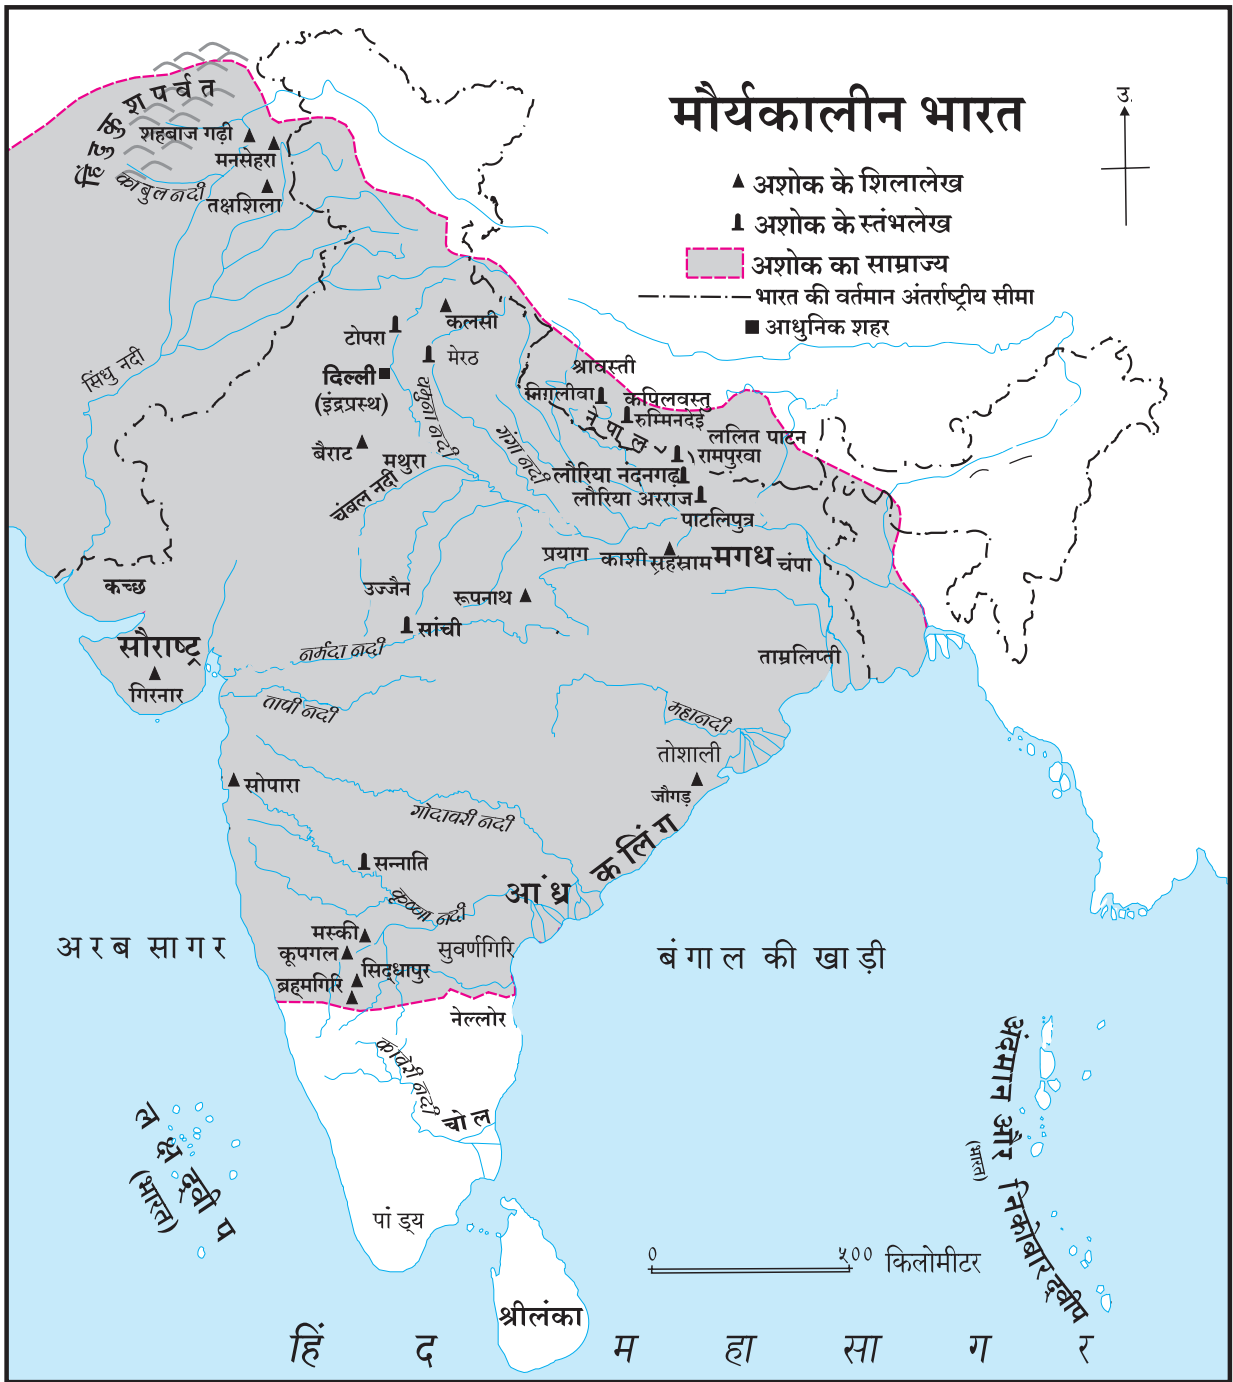 मौर्यकालीन भारत
उ.
अशोक के शिलालेख
अशोक के स्तंभलेख
अशोक का साम्राज्य
भारत की वर्तमान अंतर्राष्ट्रीय सीमा
आधुनिक शहर
हिंदुकुश पर्वत
शहबाज गढ़ी
मनसेहरा
काबुल नदी
तक्षशिला
सिंधु नदी
टोपरा
कलसी
मेरठ
दिल्ली
(इंद्रप्रस्थ)
यमुना नदी
गंगा नदी
बैराट
मथुरा
चंबल नदी
श्रावस्ती
निगलीवा
कपिलवस्तु
रुम्मिनदेई
नेपाल
ललित पाटन
रामपुरवा
लौरिया नंदनगढ़
लौरिया अरराज
पाटलिपुत्र
प्रयाग
काशी
सहस्राम
मगध
चंपा
कच्छ
उज्जैन
रूपनाथ
सांची
सौराष्ट्र
गिरनार
नर्मदा नदी
ताम्रलिप्ती
तापी नदी
महानदी
तोशाली
जौगड़
सोपारा
गोदावरी नदी
कलिंग
सन्नाति
आंध्र
कृष्णा नदी
मस्की
कूपगल
सुवर्णगिरि
सिद्धापुर
ब्रह्मगिरि
अरब सागर
बंगाल की खाड़ी
नेल्लोर
कावेरी नदी
चोल
पांड्य
लक्षद्वीप
(भारत)
अंदमान और निकोबार द्वीप
(भारत)
० ५०० किलोमीटर
श्रीलंका
हिंद महासागर